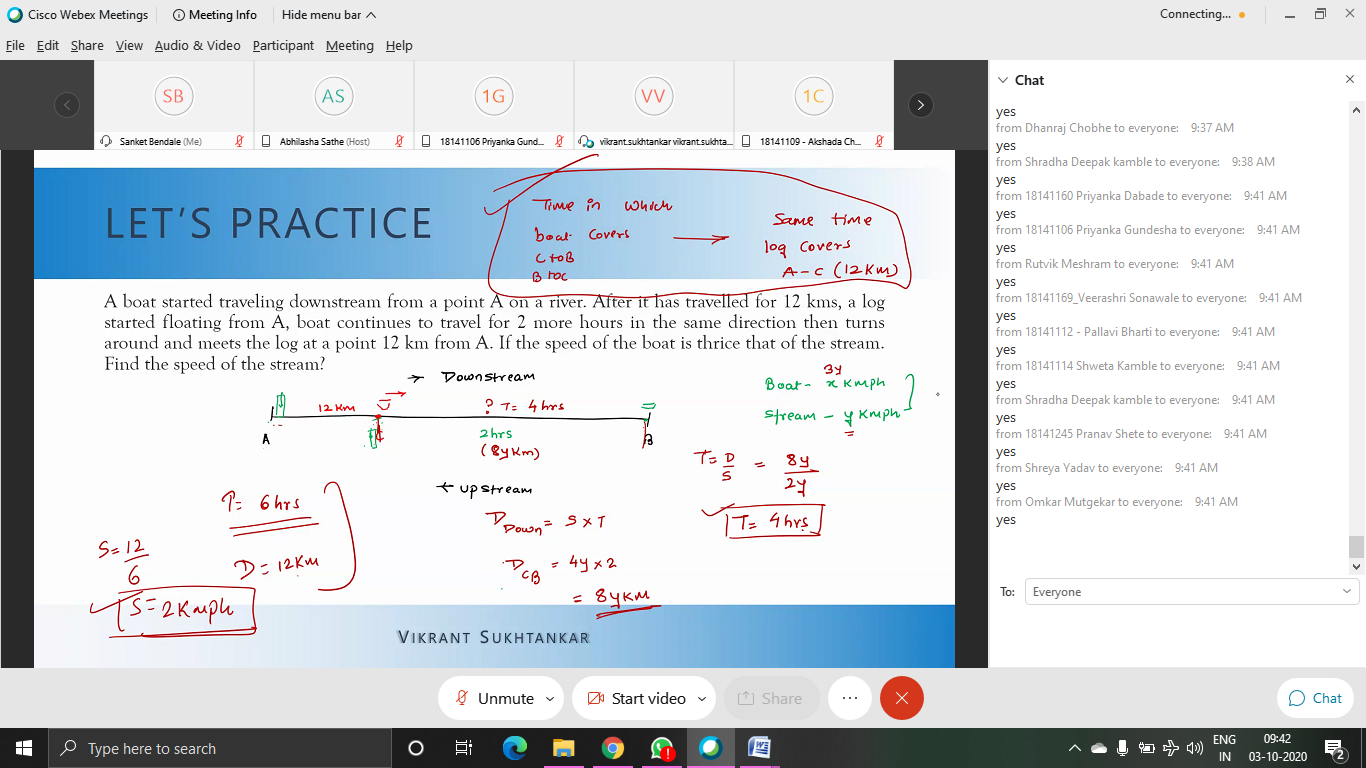 Cisco Webex Meetings
Meeting Info
Hide menu bar
Connecting...
File Edit Share View Audio & Video Participant Meeting Help
SB
AS
1G
VV
1C
Sanket Bendale (Me)
Abhilasha Sathe (Host)
18141106 Priyanka Gund...
vikrant.sukhtankar vikrant.sukhta...
18141109 - Akshada Ch...
LET'S PRACTICE
Time in which
boat covers
C to B
B to C
Same time
log covers
A-C (12 Km)
A boat started traveling downstream from a point A on a river. After it has travelled for 12 kms, a log
started floating from A, boat continues to travel for 2 more hours in the same direction then turns
around and meets the log at a point 12 km from A. If the speed of the boat is thrice that of the stream.
Find the speed of the stream?
→ Downstream
12 Km
? T= 4 hrs
A
C
B
2hrs
(8y Km)
← upstream
3y
Boat - x Kmph
Stream - y Kmph
T= D/S = 8y/2y
T= 4 hrs
D Down = S x T
D CB = 4y x 2
= 8y KM
T= 6 hrs
D= 12 Km
S= 12/6
S= 2 Kmph
VIKRANT SUKHTANKAR
Chat
yes
from Dhanraj Chobhe to everyone: 9:37 AM
yes
from Shradha Deepak kamble to everyone: 9:38 AM
yes
from 18141160 Priyanka Dabade to everyone: 9:41 AM
yes
from 18141106 Priyanka Gundesha to everyone: 9:41 AM
yes
from Rutvik Meshram to everyone: 9:41 AM
yes
from 18141169_Veerashri Sonawale to everyone: 9:41 AM
yes
from 18141112 - Pallavi Bharti to everyone: 9:41 AM
yes
from 18141114 Shweta Kamble to everyone: 9:41 AM
yes
from Shradha Deepak kamble to everyone: 9:41 AM
yes
from 18141245 Pranav Shete to everyone: 9:41 AM
yes
from Shreya Yadav to everyone: 9:41 AM
yes
from Omkar Mutgekar to everyone: 9:41 AM
yes
To: Everyone
Unmute
Start video
Share
Chat
Type here to search
ENG
IN
09:42
03-10-2020
2